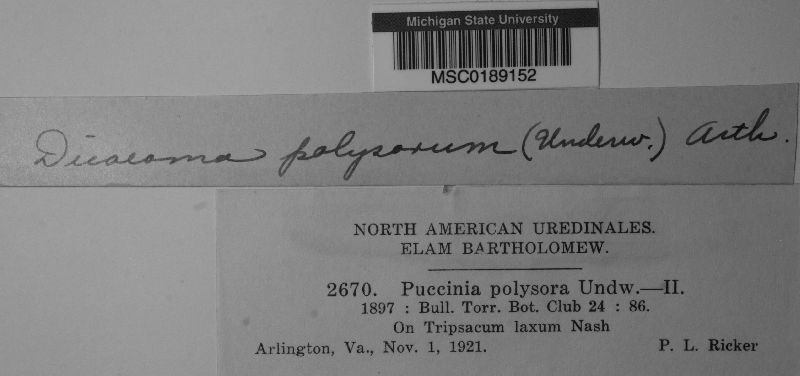 Michigan State University
MSC0189152
Dicaeoma polysorum (Underw.) Arth.
NORTH AMERICAN UREDINALES.
ELAM BARTHOLOMEW.
2670. Puccinia polysora Undw.—II.
1897 : Bull. Torr. Bot. Club 24 : 86.
On Tripsacum laxum Nash
Arlington, Va., Nov. 1, 1921. P. L. Ricker